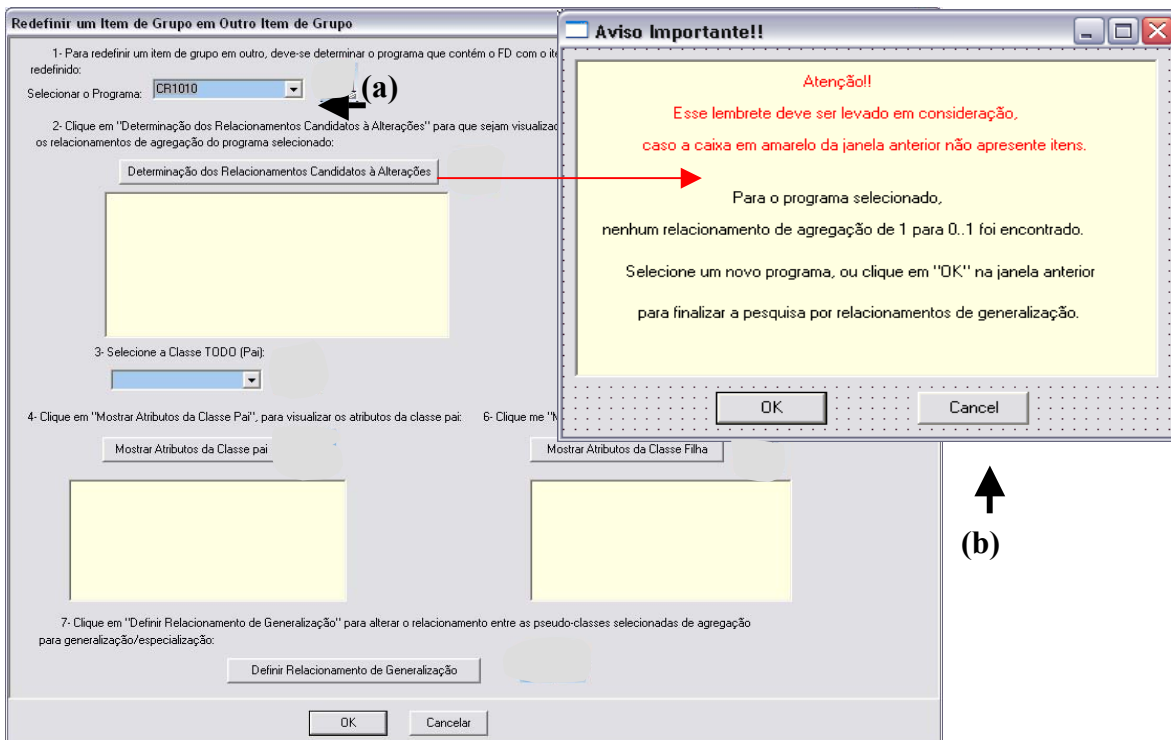 Redefinir um Item de Grupo em Outro Item de Grupo
1- Para redefinir um item de grupo em outro, deve-se determinar o programa que contém o FD com o
redefinido:
Selecionar o Programa: CR1010
(a)
2- Clique em "Determinação dos Relacionamentos Candidatos à Alterações" para que sejam
os relacionamentos de agregação do programa selecionado:
Determinação dos Relacionamentos Candidatos à Alterações
3- Selecione a Classe TODO (Pai):
4- Clique em "Mostrar Atributos da Classe Pai", para visualizar os atributos da classe pai:
6- Clique me
Mostrar Atributos da Classe pai
Mostrar Atributos da Classe Filha
7- Clique em "Definir Relacionamento de Generalização" para alterar o relacionamento entre as pseudo-classes selecionadas de agregação
para generalização/especialização:
Definir Relacionamento de Generalização
OK
Cancelar
Aviso Importante!!
Atenção!!
Esse lembrete deve ser levado em consideração,
caso a caixa em amarelo da janela anterior não apresente itens.
Para o programa selecionado,
nenhum relacionamento de agregação de 1 para 0..1 foi encontrado.
Selecione um novo programa, ou clique em "OK" na janela anterior
para finalizar a pesquisa por relacionamentos de generalização.
OK
Cancel
(b)